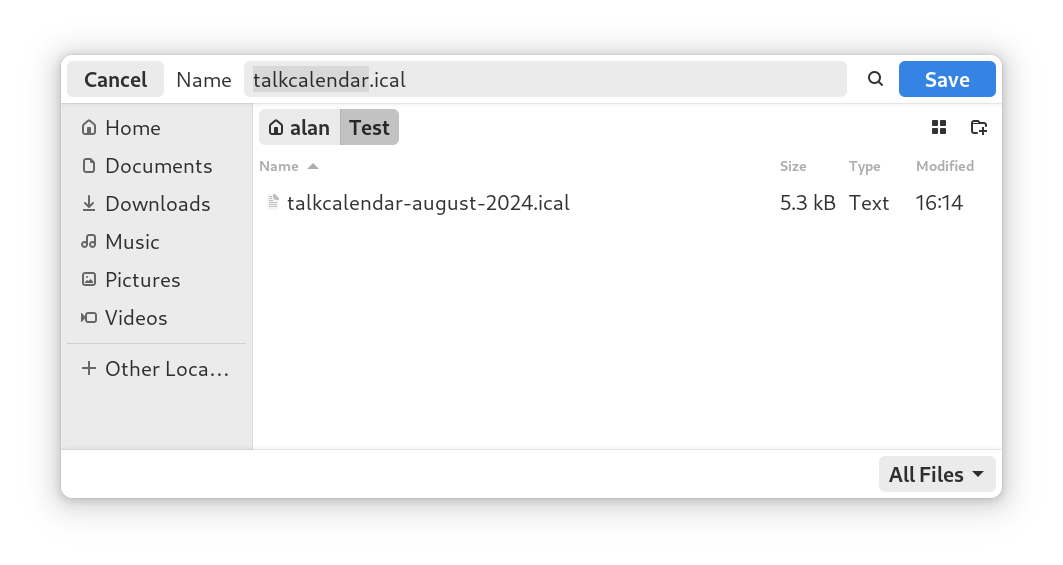 Cancel Name talkcalendar.ical Save
Home
Documents
Downloads
Music
Pictures
Videos
Other Loca...
alan Test
Name Size Type Modified
talkcalendar-august-2024.ical 5.3 kB Text 16:14
All Files